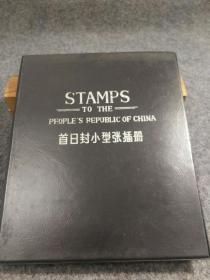 STAMPS
TO THE
PEOPLE'S REPUBLIC OF CHINA
首日封小型张插册